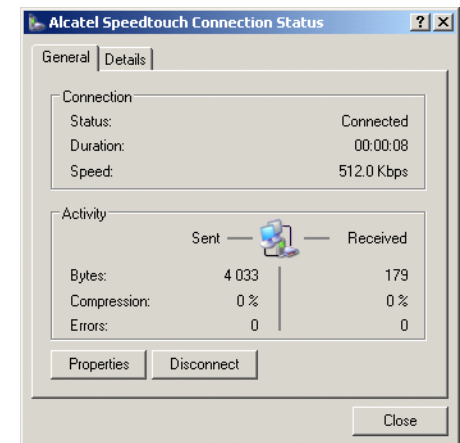 Alcatel Speedtouch Connection Status
General Details
Connection
Status: Connected
Duration: 00:00:08
Speed: 512.0 Kbps
Activity
Sent Received
Bytes: 4 033 179
Compression: 0 % 0 %
Errors: 0 0
Properties Disconnect
Close